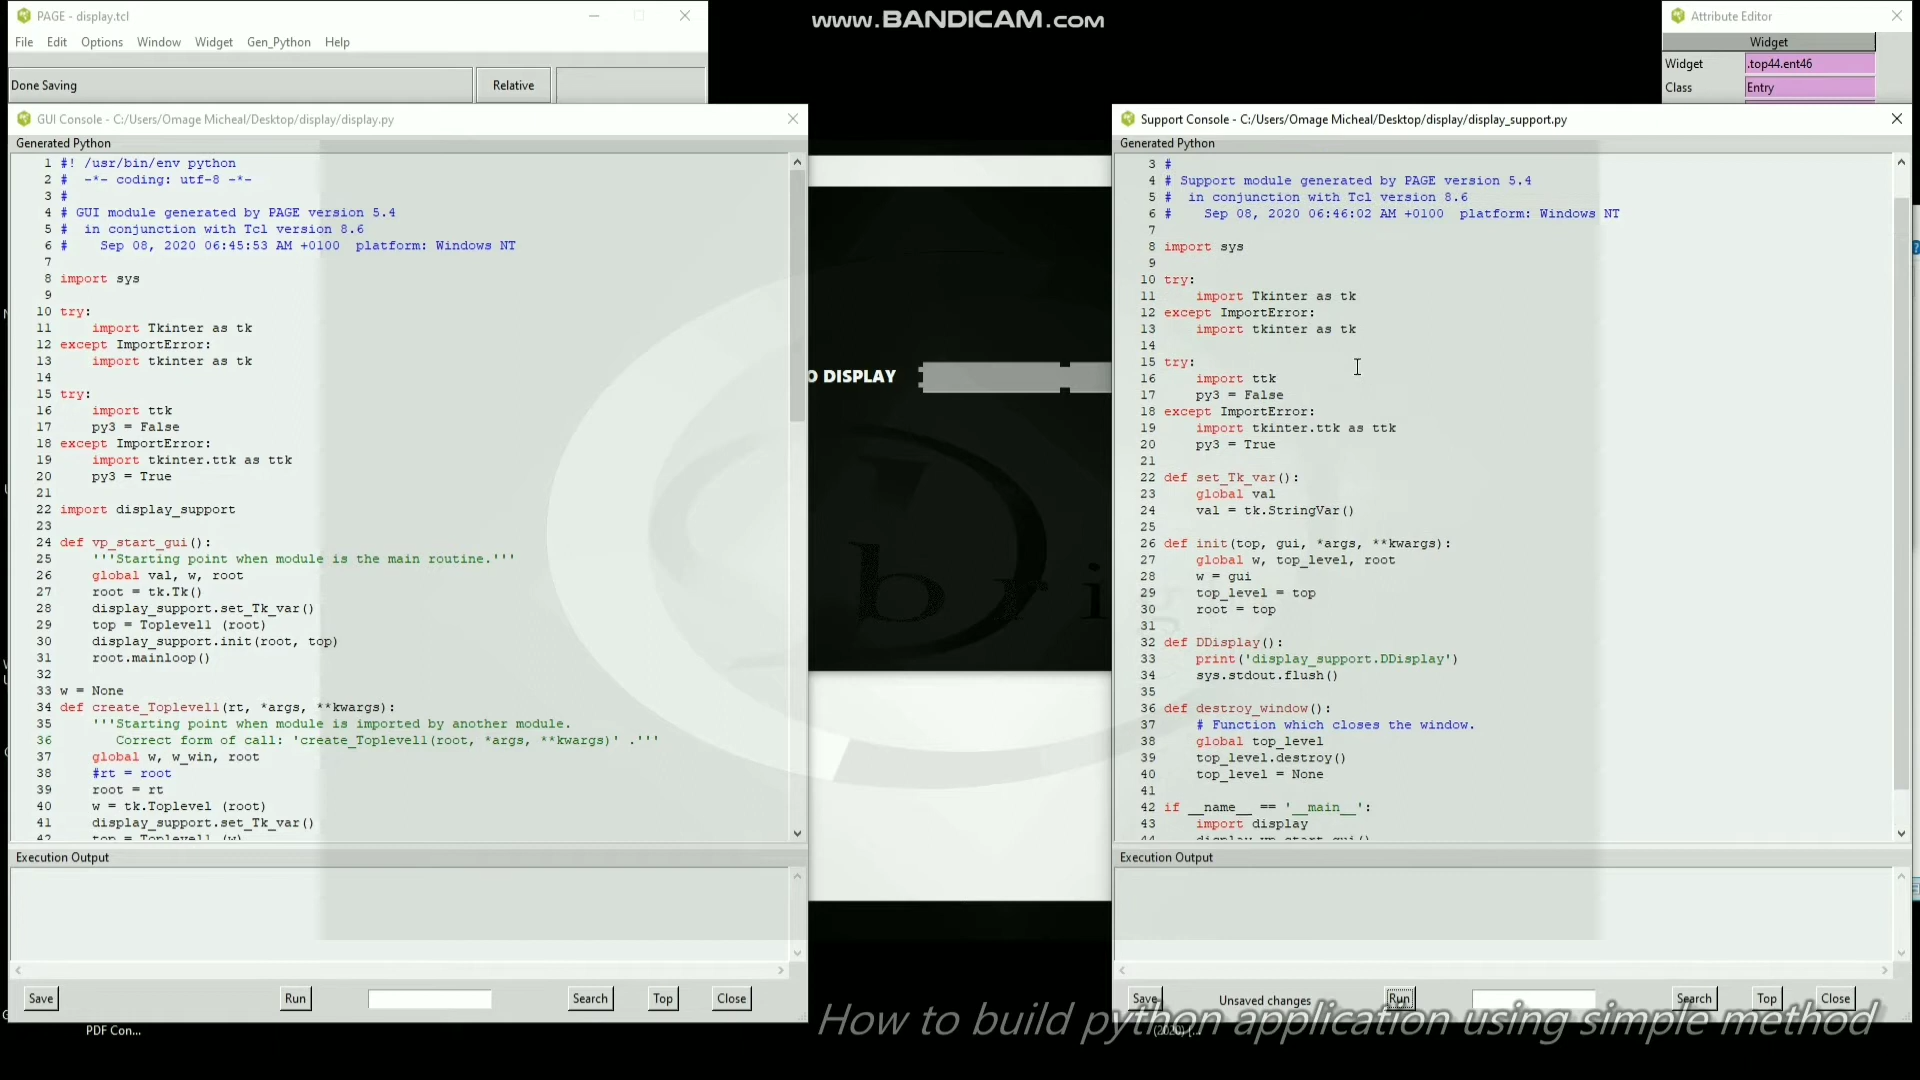 PAGE - display.tcl
www.BANDICAM.com
Attribute Editor
File Edit Options Window Widget Gen_Python Help
Widget
Widget .top44.ent46
Done Saving Relative
Class Entry
GUI Console - C:/Users/Omage Micheal/Desktop/display/display.py
Generated Python
1 #! /usr/bin/env python
2 # -*- coding: utf-8 -*-
3 #
4 # GUI module generated by PAGE version 5.4
5 # in conjunction with Tcl version 8.6
6 # Sep 08, 2020 06:45:53 AM +0100 platform: Windows NT
7
8 import sys
9
10 try:
11 import Tkinter as tk
12 except ImportError:
13 import tkinter as tk
14
15 try:
16 import ttk
17 py3 = False
18 except ImportError:
19 import tkinter.ttk as ttk
20 py3 = True
21
22 import display_support
23
24 def vp_start_gui():
25 '''Starting point when module is the main routine.'''
26 global val, w, root
27 root = tk.Tk()
28 display_support.set_Tk_var()
29 top = Toplevel1 (root)
30 display_support.init(root, top)
31 root.mainloop()
32
33 w = None
34 def create_Toplevel1(rt, *args, **kwargs):
35 '''Starting point when module is imported by another module.
36 Correct form of call: 'create_Toplevel1(root, *args, **kwargs)' .'''
37 global w, w_win, root
38 #rt = root
39 root = rt
40 w = tk.Toplevel (root)
41 display_support.set_Tk_var()
42 top = Toplevel1 (w)
Execution Output
Save Run Search Top Close
PDF Con...
O DISPLAY
b r i
Support Console - C:/Users/Omage Micheal/Desktop/display/display_support.py
Generated Python
3 #
4 # Support module generated by PAGE version 5.4
5 # in conjunction with Tcl version 8.6
6 # Sep 08, 2020 06:46:02 AM +0100 platform: Windows NT
7
8 import sys
9
10 try:
11 import Tkinter as tk
12 except ImportError:
13 import tkinter as tk
14
15 try:
16 import ttk
17 py3 = False
18 except ImportError:
19 import tkinter.ttk as ttk
20 py3 = True
21
22 def set_Tk_var():
23 global val
24 val = tk.StringVar()
25
26 def init(top, gui, *args, **kwargs):
27 global w, top_level, root
28 w = gui
29 top_level = top
30 root = top
31
32 def DDisplay():
33 print('display_support.DDisplay')
34 sys.stdout.flush()
35
36 def destroy_window():
37 # Function which closes the window.
38 global top_level
39 top_level.destroy()
40 top_level = None
41
42 if __name__ == '__main__':
43 import display
44 display.vp_start_gui()
Execution Output
Save Unsaved changes Run Search Top Close
How to build python application using simple method
(2020) [...